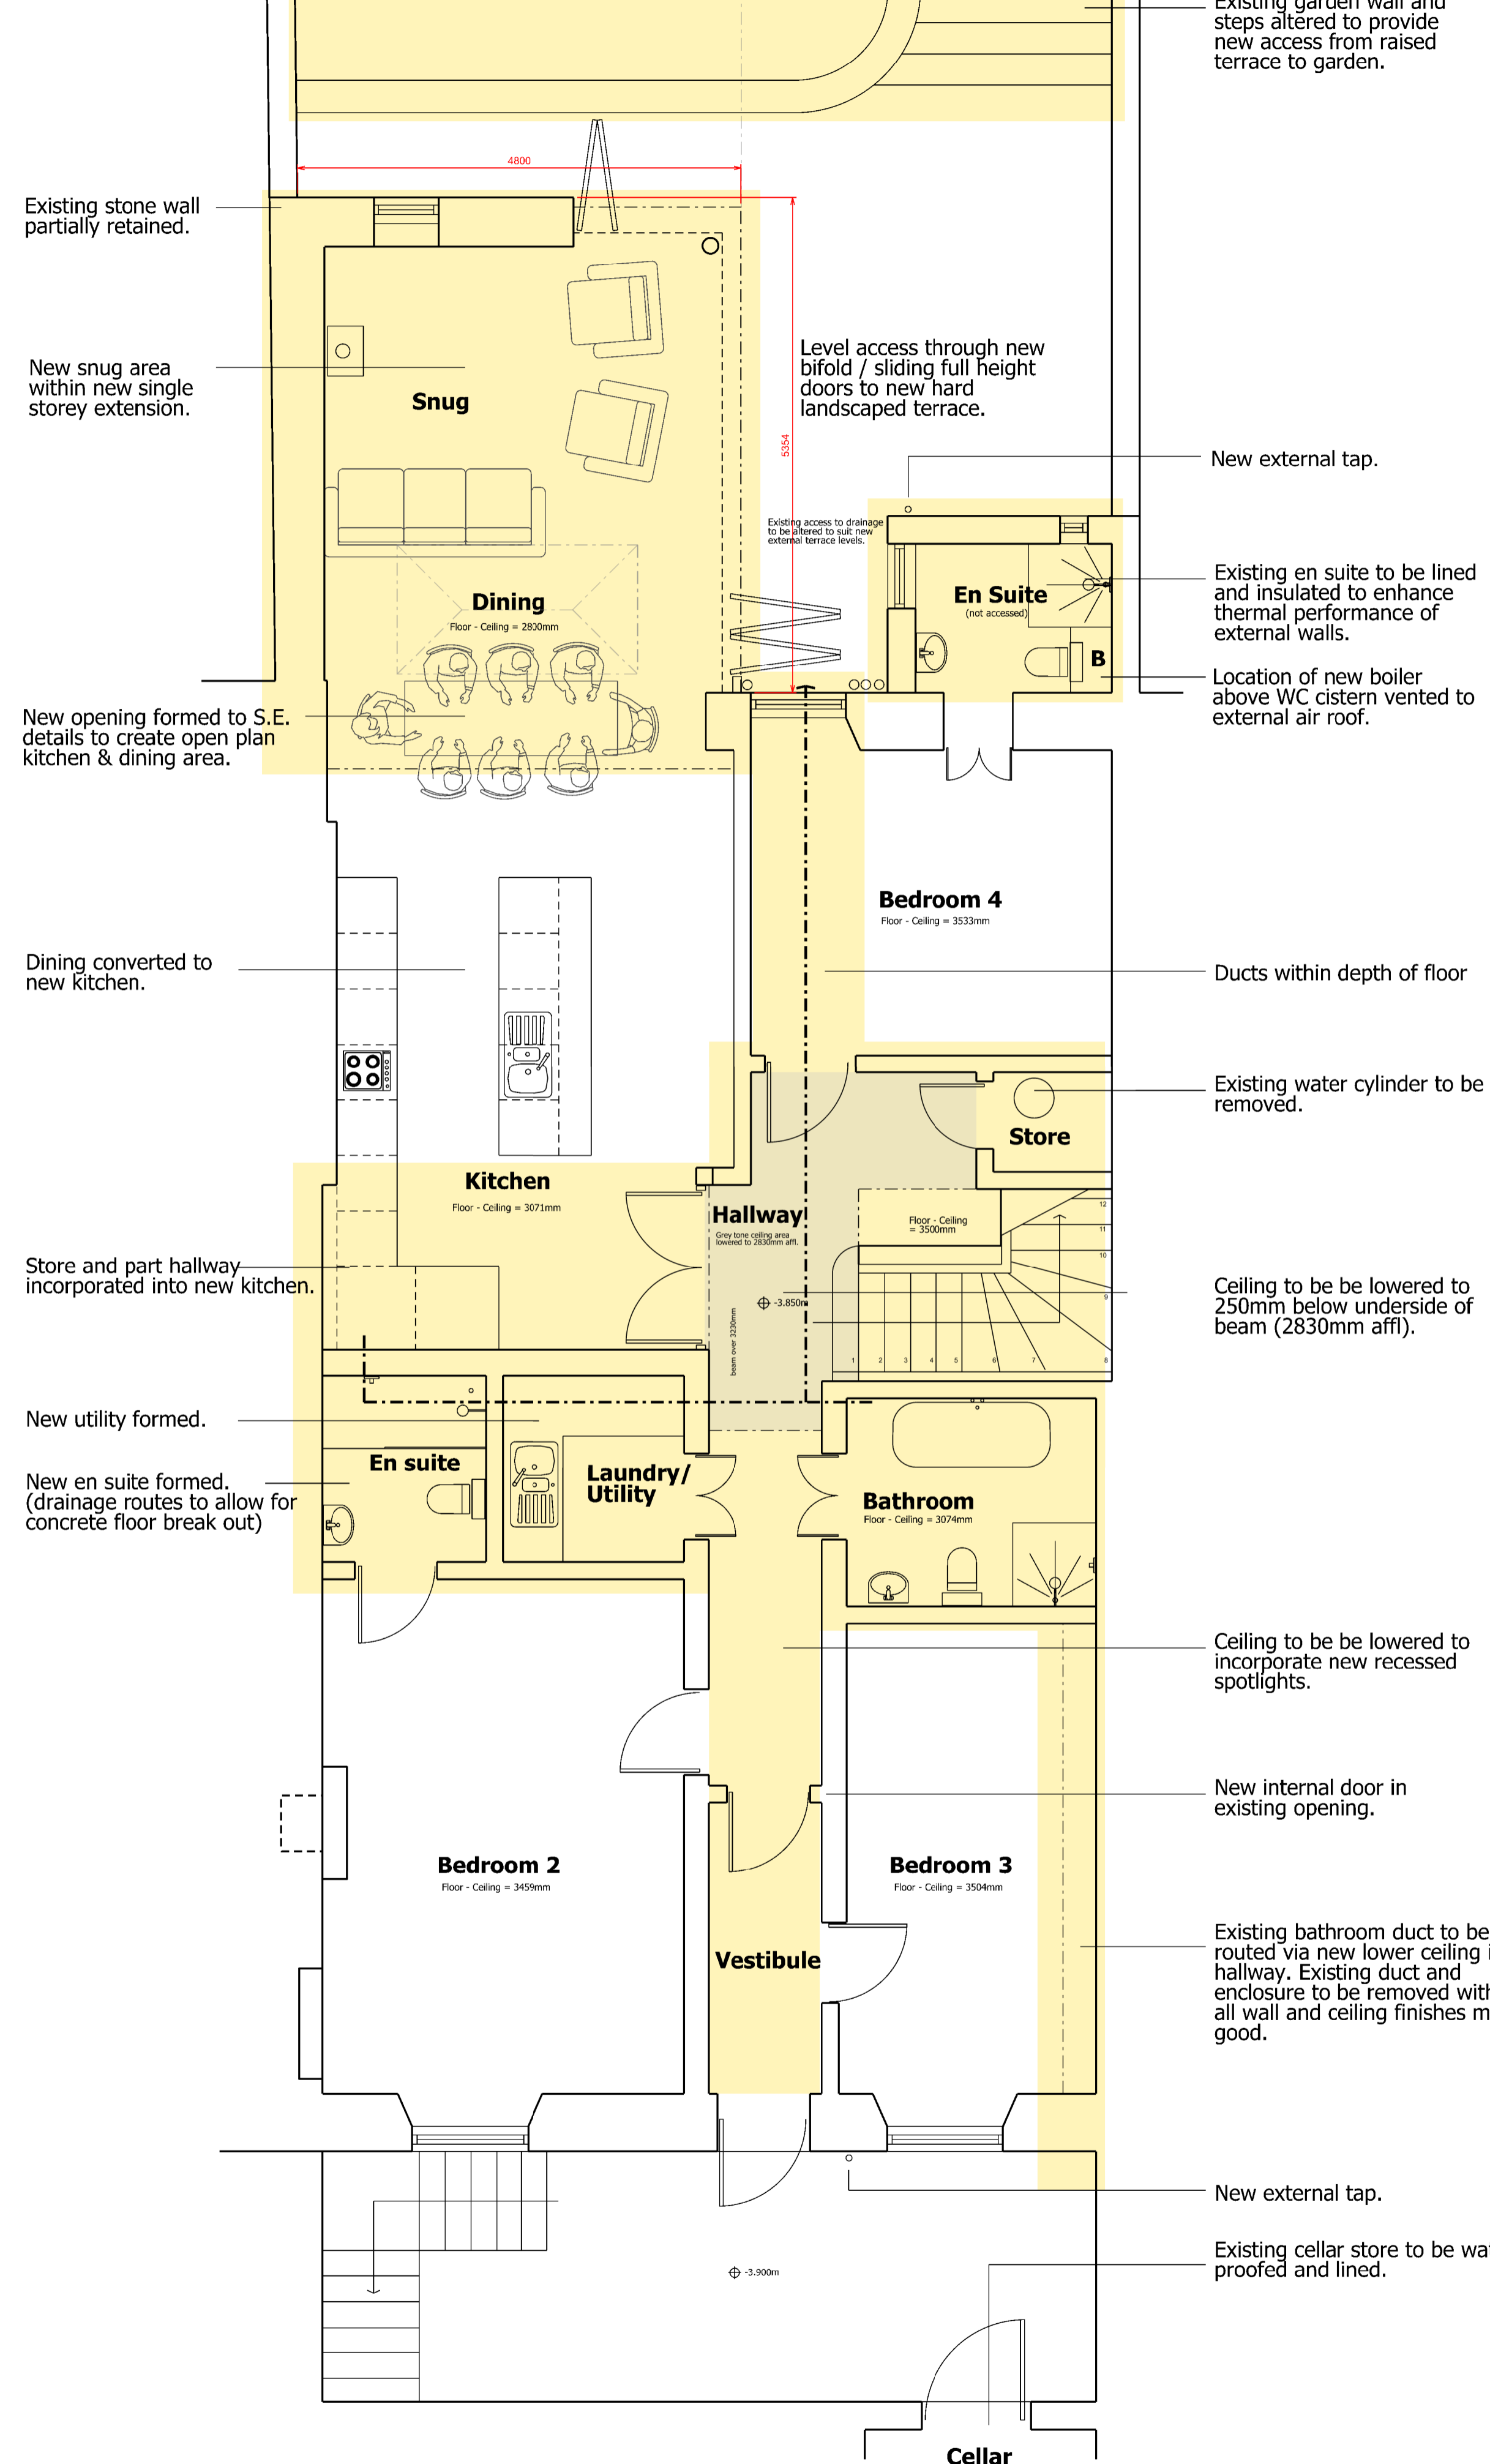 Existing garden wall and
steps altered to provide
new access from raised
terrace to garden.
4800
Existing stone wall
partially retained.
New snug area
within new single
storey extension.
Snug
Level access through new
bifold / sliding full height
doors to new hard
landscaped terrace.
5354
New external tap.
Existing access to drainage
to be altered to suit new
external terrace levels.
En Suite
(not accessed)
Existing en suite to be lined
and insulated to enhance
thermal performance of
external walls.
Dining
Floor - Ceiling = 2800mm
B
Location of new boiler
above WC cistern vented to
external air roof.
New opening formed to S.E.
details to create open plan
kitchen & dining area.
Bedroom 4
Floor - Ceiling = 3533mm
Dining converted to
new kitchen.
Ducts within depth of floor
Existing water cylinder to be
removed.
Store
Kitchen
Floor - Ceiling = 3071mm
Hallway
Grey tone ceiling area
lowered to 2830mm affl.
Floor - Ceiling
= 3500mm
12
11
10
9
8
7
6
5
4
3
2
1
Store and part hallway
incorporated into new kitchen.
-3.850m
beam over 3230mm
Ceiling to be be lowered to
250mm below underside of
beam (2830mm affl).
New utility formed.
New en suite formed.
(drainage routes to allow for
concrete floor break out)
En suite
Laundry/
Utility
Bathroom
Floor - Ceiling = 3074mm
Ceiling to be be lowered to
incorporate new recessed
spotlights.
New internal door in
existing opening.
Bedroom 2
Floor - Ceiling = 3459mm
Bedroom 3
Floor - Ceiling = 3504mm
Vestibule
Existing bathroom duct to be
routed via new lower ceiling i
hallway. Existing duct and
enclosure to be removed with
all wall and ceiling finishes m
good.
New external tap.
-3.900m
Existing cellar store to be wa
proofed and lined.
Cellar